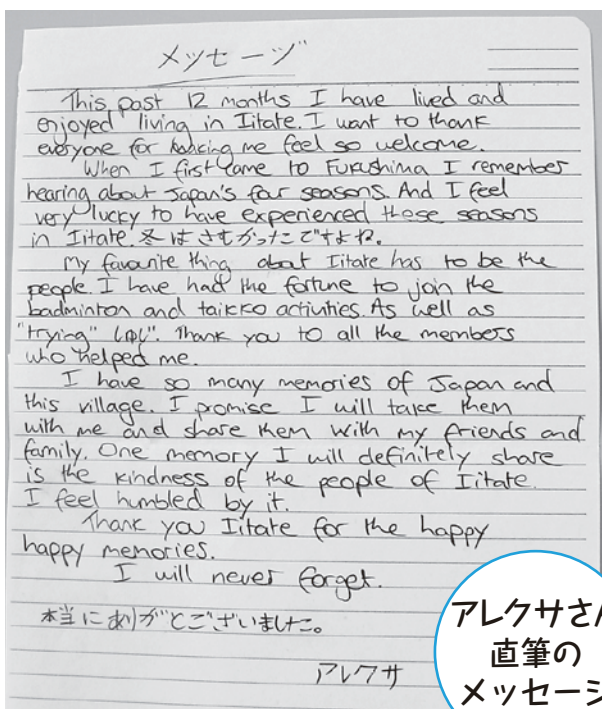 メッセージ
This past 12 months I have lived and
enjoyed living in Iitate. I want to thank
everyone for making me feel so welcome.
When I first came to Fukushima I remember
hearing about Japan's four seasons. And I feel
very lucky to have experienced these seasons
in Iitate. 冬はさむかったですよね。
My favourite thing about Iitate has to be the
people. I have had the fortune to join the
badminton and taikko activities. As well as
"trying" Thank you to all the members
who helped me.
I have so many memories of Japan and
this village. I promise I will take them
with me and share them with my friends and
family. One memory I will definitely share
is the kindness of the people of Iitate.
I feel humbled by it.
Thank you Iitate for the happy
happy memories.
I will never forget.
本当にありがとございました。
アレクサ
アレクサさん
直筆の
メッセージ